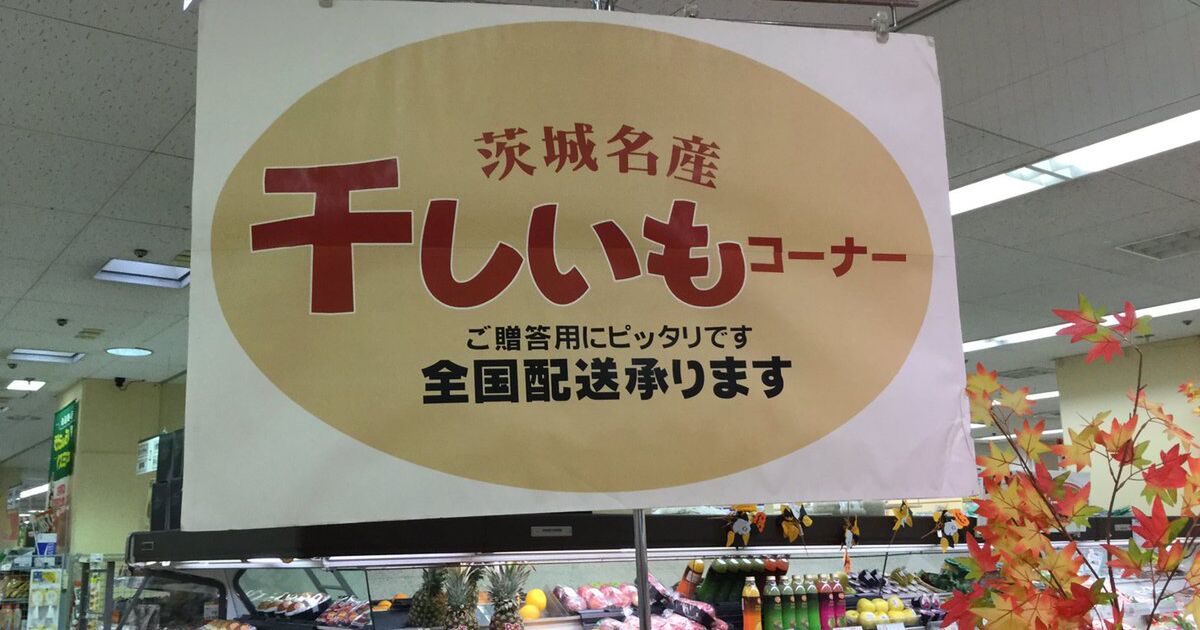 茨城名産
干しいもコーナー
ご贈答用にピッタリです
全国配送承ります